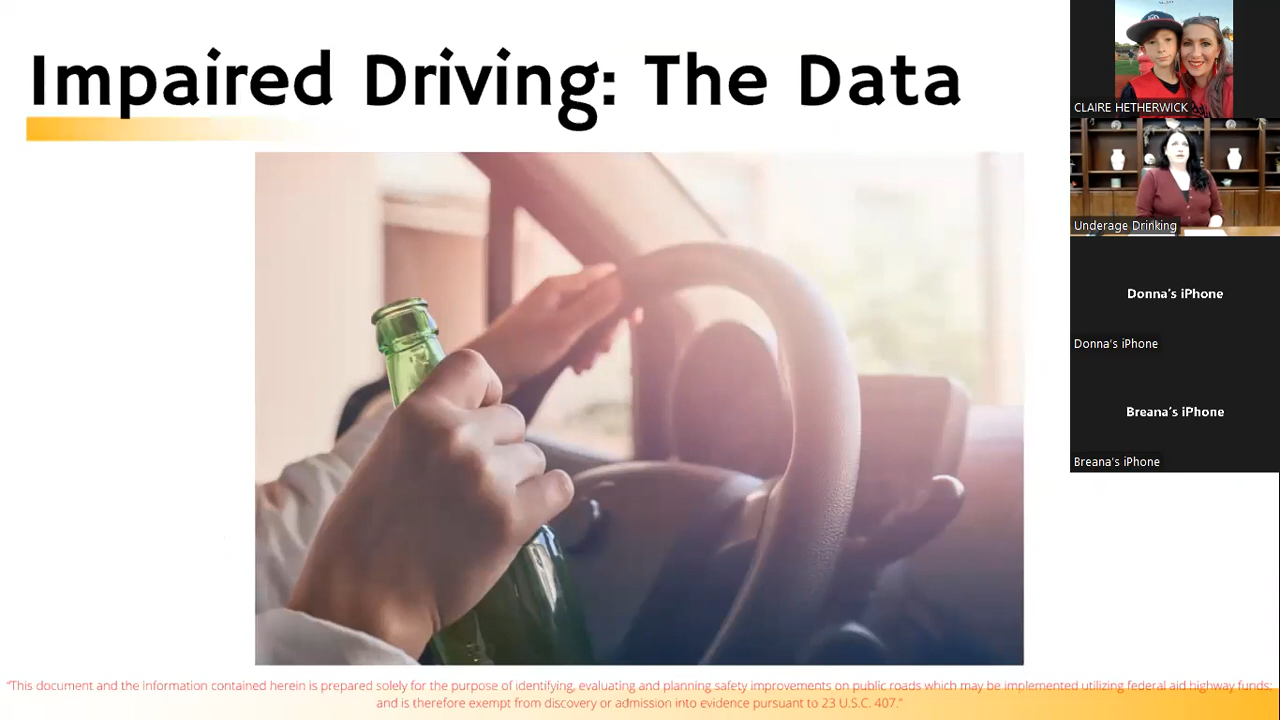 Impaired Driving: The Data
CLAIRE HETHERWICK
Underage Drinking
Donna's iPhone
Donna's iPhone
Breana's iPhone
Breana's iPhone
"This document and the information contained herein is prepared solely for the purpose of identifying, evaluating and planning safety improvements on public roads which may be implemented utilizing federal aid highway funds;
and is therefore exempt from discovery or admission into evidence pursuant to 23 U.S.C. 407."